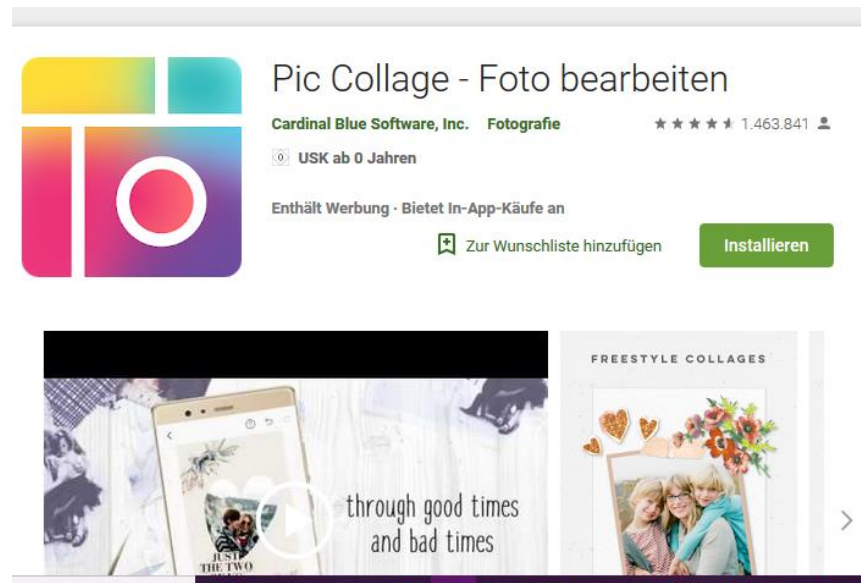 Pic Collage - Foto bearbeiten
Cardinal Blue Software, Inc. Fotografie 1.463.841
0 USK ab 0 Jahren
Enthält Werbung · Bietet In-App-Käufe an
Zur Wunschliste hinzufügen Installieren
FREESTYLE COLLAGES
through good times
and bad times
JUST
THE TWO